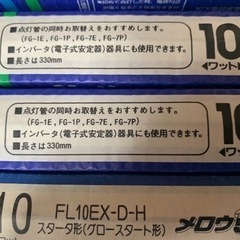 ■点灯管の同時お取替えをおすすめします。
(FG-1E、FG-1P、FG-7E、FG-7P)
■インバータ(電子式安定器)器具にも使用できます。
■長さは330mm
10
ワット
■点灯管の同時お取替えをおすすめします。
(FG-1E、FG-1P、FG-7E、FG-7P)
■インバータ(電子式安定器)器具にも使用できます。
■長さは330mm
10
ワット
10
FL10EX-D-H
スタータ形(グロースタート形)
メロウ